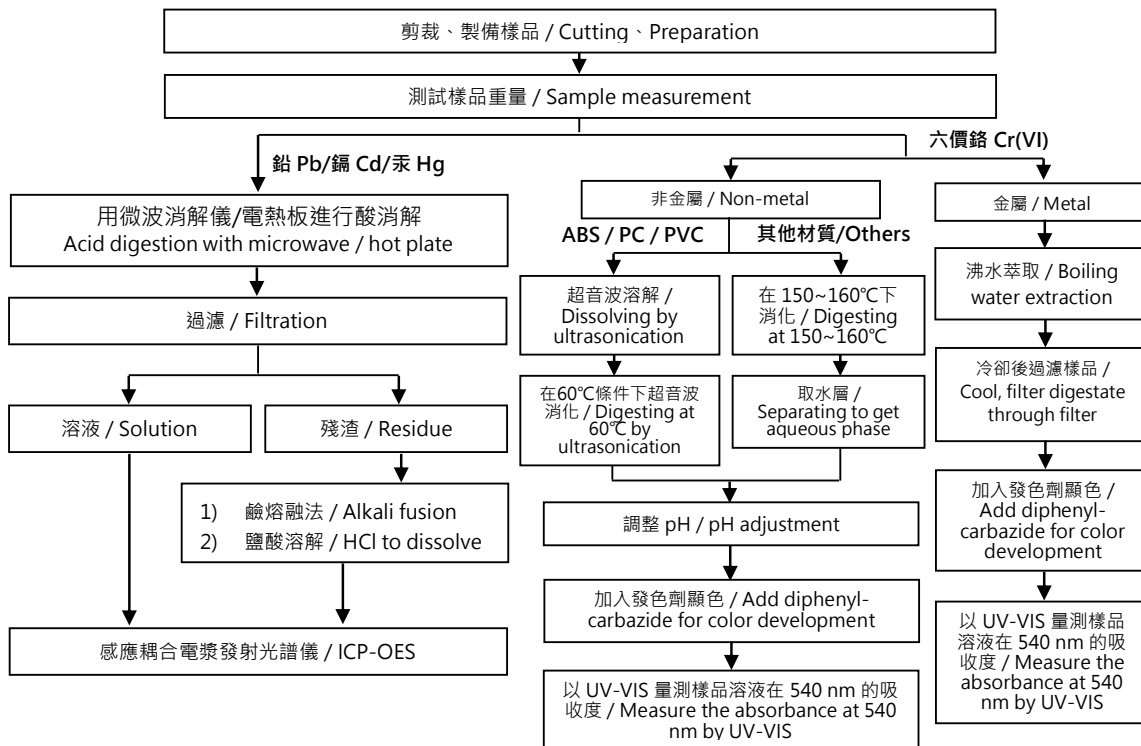 剪裁、製備樣品 / Cutting、Preparation
測試樣品重量 / Sample measurement
鉛 Pb/鎘 Cd/汞 Hg
六價鉻 Cr(VI)
用微波消解儀/電熱板進行酸消解
Acid digestion with microwave / hot plate
過濾 / Filtration
溶液 / Solution
殘渣 / Residue
1) 鹼熔融法 / Alkali fusion
2) 鹽酸溶解 / HCl to dissolve
感應耦合電漿發射光譜儀 / ICP-OES
非金屬 / Non-metal
ABS / PC / PVC
其他材質/Others
超音波溶解 /
Dissolving by
ultrasonication
在60℃條件下超音波
消化 / Digesting at
60℃ by
ultrasonication
在 150~160℃下
消化 / Digesting
at 150~160℃
取水層 /
Separating to get
aqueous phase
調整 pH / pH adjustment
加入發色劑顯色 / Add diphenyl-
carbazide for color development
以 UV-VIS 量測樣品溶液在 540 nm 的吸
收度 / Measure the absorbance at 540
nm by UV-VIS
金屬 / Metal
沸水萃取 / Boiling
water extraction
冷卻後過濾樣品 /
Cool, filter digestate
through filter
加入發色劑顯色 /
Add diphenyl-
carbazide for color
development
以 UV-VIS 量測樣品
溶液在 540 nm 的吸
收度 / Measure the
absorbance at 540
nm by UV-VIS